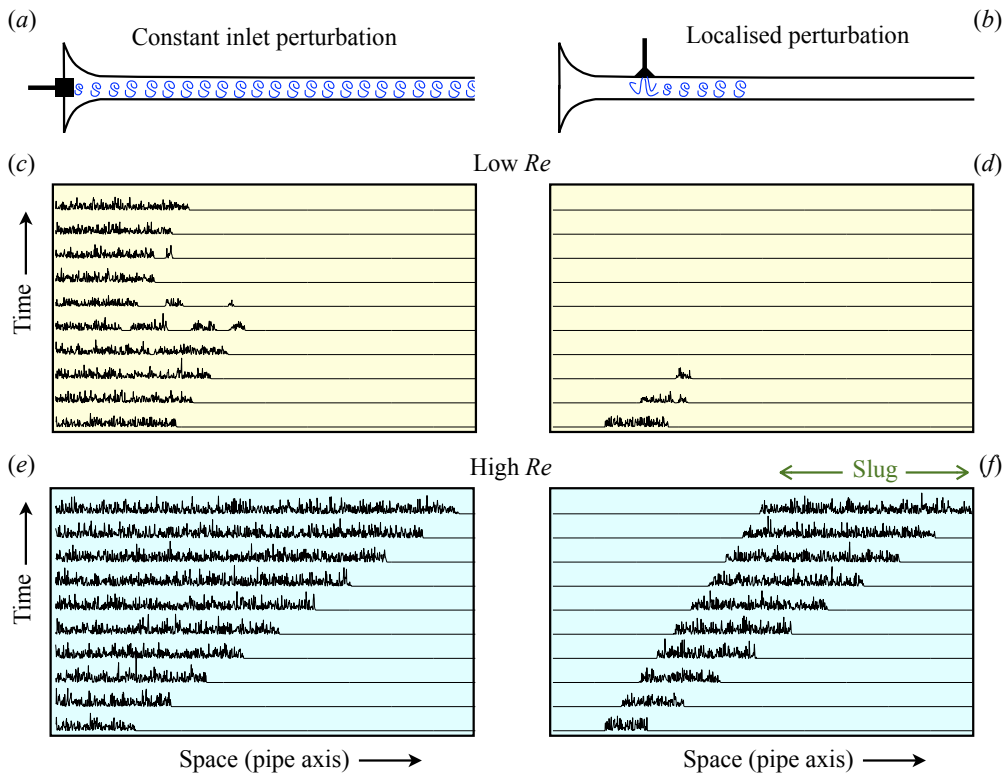 (a)
Constant inlet perturbation
Localised perturbation
(b)
(c)
Low Re
(d)
Time
(e)
High Re
Slug
(f)
Time
Space (pipe axis)
Space (pipe axis)